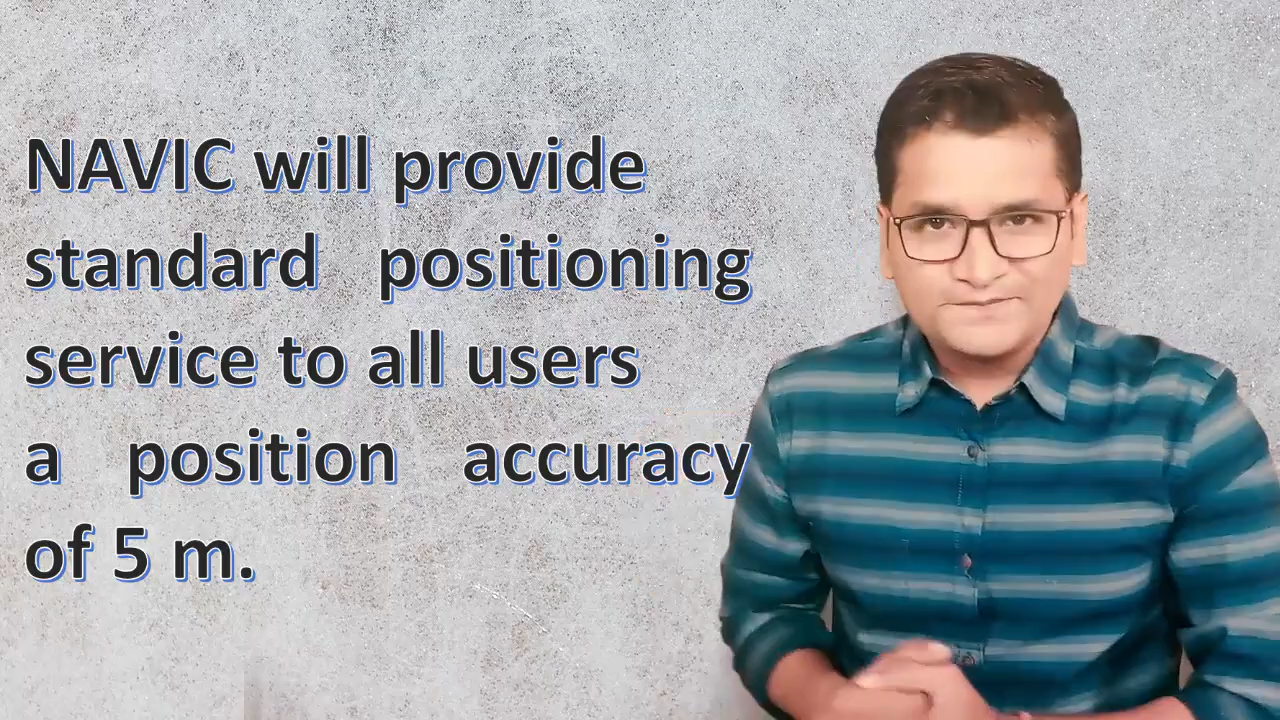 NAVIC will provide
standard positioning
service to all users
a position accuracy
of 5 m.